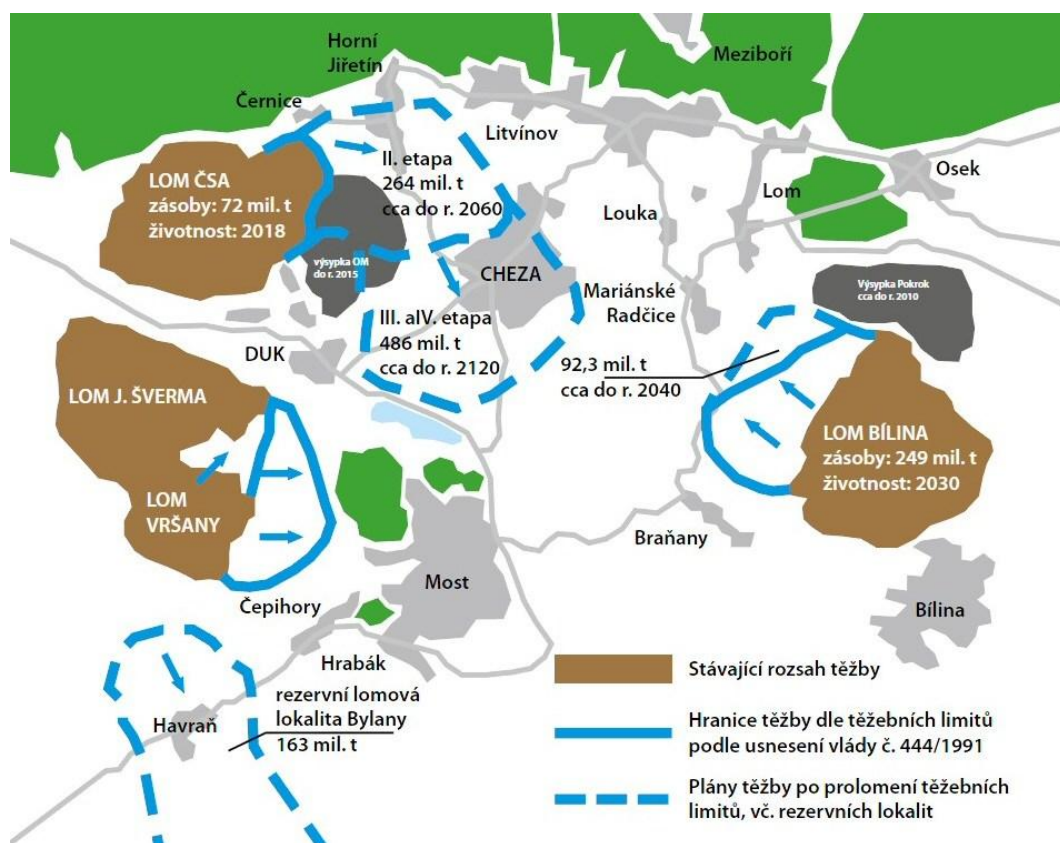 Horní
Jiřetín
Meziboří
Černice
Litvínov
II. etapa
264 mil. t
cca do r. 2060
Osek
Lom
LOM ČSA
zásoby: 72 mil. t
životnost: 2018
Louka
výsypka OM
do r. 2015
CHEZA
Mariánské
Radčice
Výsypka Pokrok
cca do r. 2010
III. aIV. etapa
486 mil. t
cca do r. 2120
DUK
92,3 mil. t
cca do r. 2040
LOM J. ŠVERMA
LOM BÍLINA
zásoby: 249 mil. t
životnost: 2030
LOM
VRŠANY
Braňany
Most
Čepihory
Bílina
Hrabák
rezervní lomová
lokalita Bylany
163 mil. t
Havraň
Stávající rozsah těžby
Hranice těžby dle těžebních limitů
podle usnesení vlády č. 444/1991
Plány těžby po prolomení těžebních
limitů, vč. rezervních lokalit